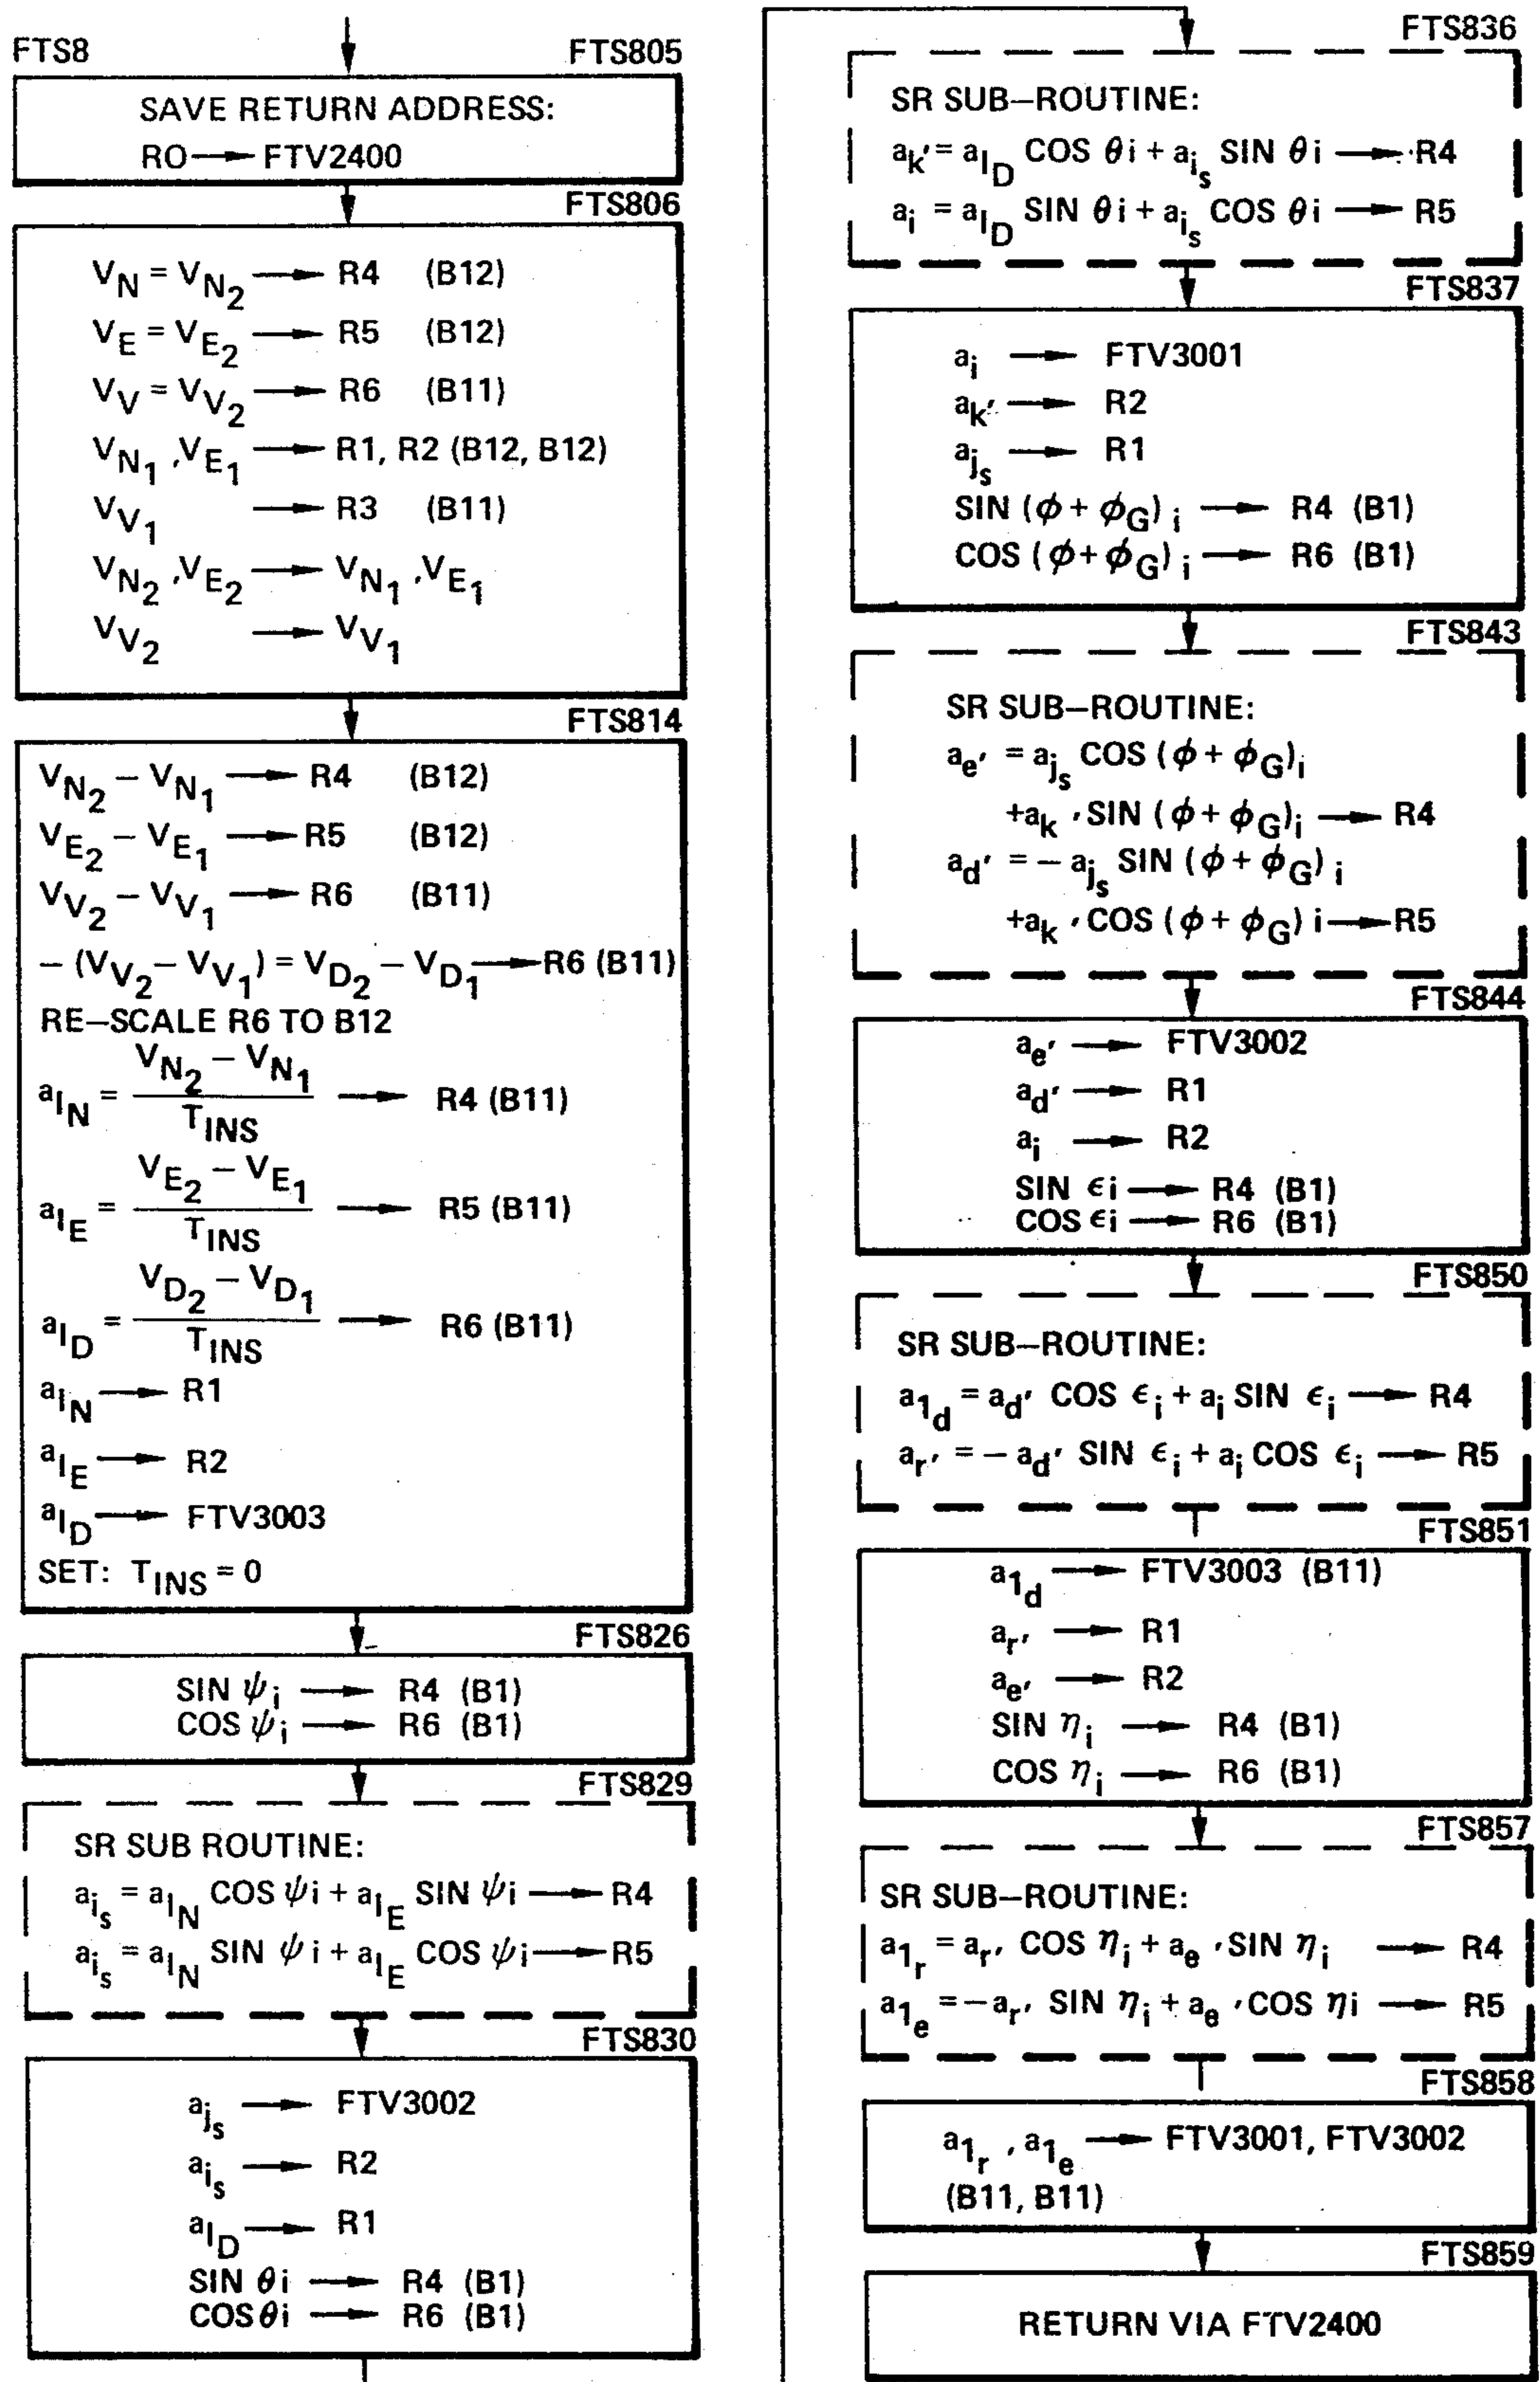 FTS8
FTS805
SAVE RETURN ADDRESS:
RO → FTV2400
FTS806
V_N = V_N2 → R4 (B12)
V_E = V_E2 → R5 (B12)
V_V = V_V2 → R6 (B11)
V_N1 ,V_E1 → R1, R2 (B12, B12)
V_V1 → R3 (B11)
V_N2 ,V_E2 → V_N1 ,V_E1
V_V2 → V_V1
FTS814
V_N2 − V_N1 → R4 (B12)
V_E2 − V_E1 → R5 (B12)
V_V2 − V_V1 → R6 (B11)
− (V_V2 − V_V1) = V_D2 − V_D1 → R6 (B11)
RE–SCALE R6 TO B12
a_IN = (V_N2 − V_N1) / T_INS → R4 (B11)
a_IE = (V_E2 − V_E1) / T_INS → R5 (B11)
a_ID = (V_D2 − V_D1) / T_INS → R6 (B11)
a_IN → R1
a_IE → R2
a_ID → FTV3003
SET: T_INS = 0
FTS826
SIN ψ_i → R4 (B1)
COS ψ_i → R6 (B1)
FTS829
SR SUB ROUTINE:
a_is = a_IN COS ψi + a_IE SIN ψi → R4
a_is = a_IN SIN ψi + a_IE COS ψi → R5
FTS830
a_js → FTV3002
a_is → R2
a_ID → R1
SIN θi → R4 (B1)
COS θi → R6 (B1)
FTS836
SR SUB–ROUTINE:
a_k′ = a_ID COS θi + a_is SIN θi → R4
a_i = a_ID SIN θi + a_is COS θi → R5
FTS837
a_i → FTV3001
a_k′ → R2
a_js → R1
SIN (ϕ + ϕ_G)_i → R4 (B1)
COS (ϕ + ϕ_G)_i → R6 (B1)
FTS843
SR SUB–ROUTINE:
a_e′ = a_js COS (ϕ + ϕ_G)_i
+a_k′ SIN (ϕ + ϕ_G)_i → R4
a_d′ = − a_js SIN (ϕ + ϕ_G)_i
+a_k′ COS (ϕ + ϕ_G) i → R5
FTS844
a_e′ → FTV3002
a_d′ → R1
a_i → R2
SIN ϵi → R4 (B1)
COS ϵi → R6 (B1)
FTS850
SR SUB–ROUTINE:
a_1d = a_d′ COS ϵ_i + a_i SIN ϵ_i → R4
a_r′ = − a_d′ SIN ϵ_i + a_i COS ϵ_i → R5
FTS851
a_1d → FTV3003 (B11)
a_r′ → R1
a_e′ → R2
SIN η_i → R4 (B1)
COS η_i → R6 (B1)
FTS857
SR SUB–ROUTINE:
a_1r = a_r′ COS η_i + a_e′ SIN η_i → R4
a_1e = − a_r′ SIN η_i + a_e′ COS ηi → R5
FTS858
a_1r , a_1e → FTV3001, FTV3002
(B11, B11)
FTS859
RETURN VIA FTV2400